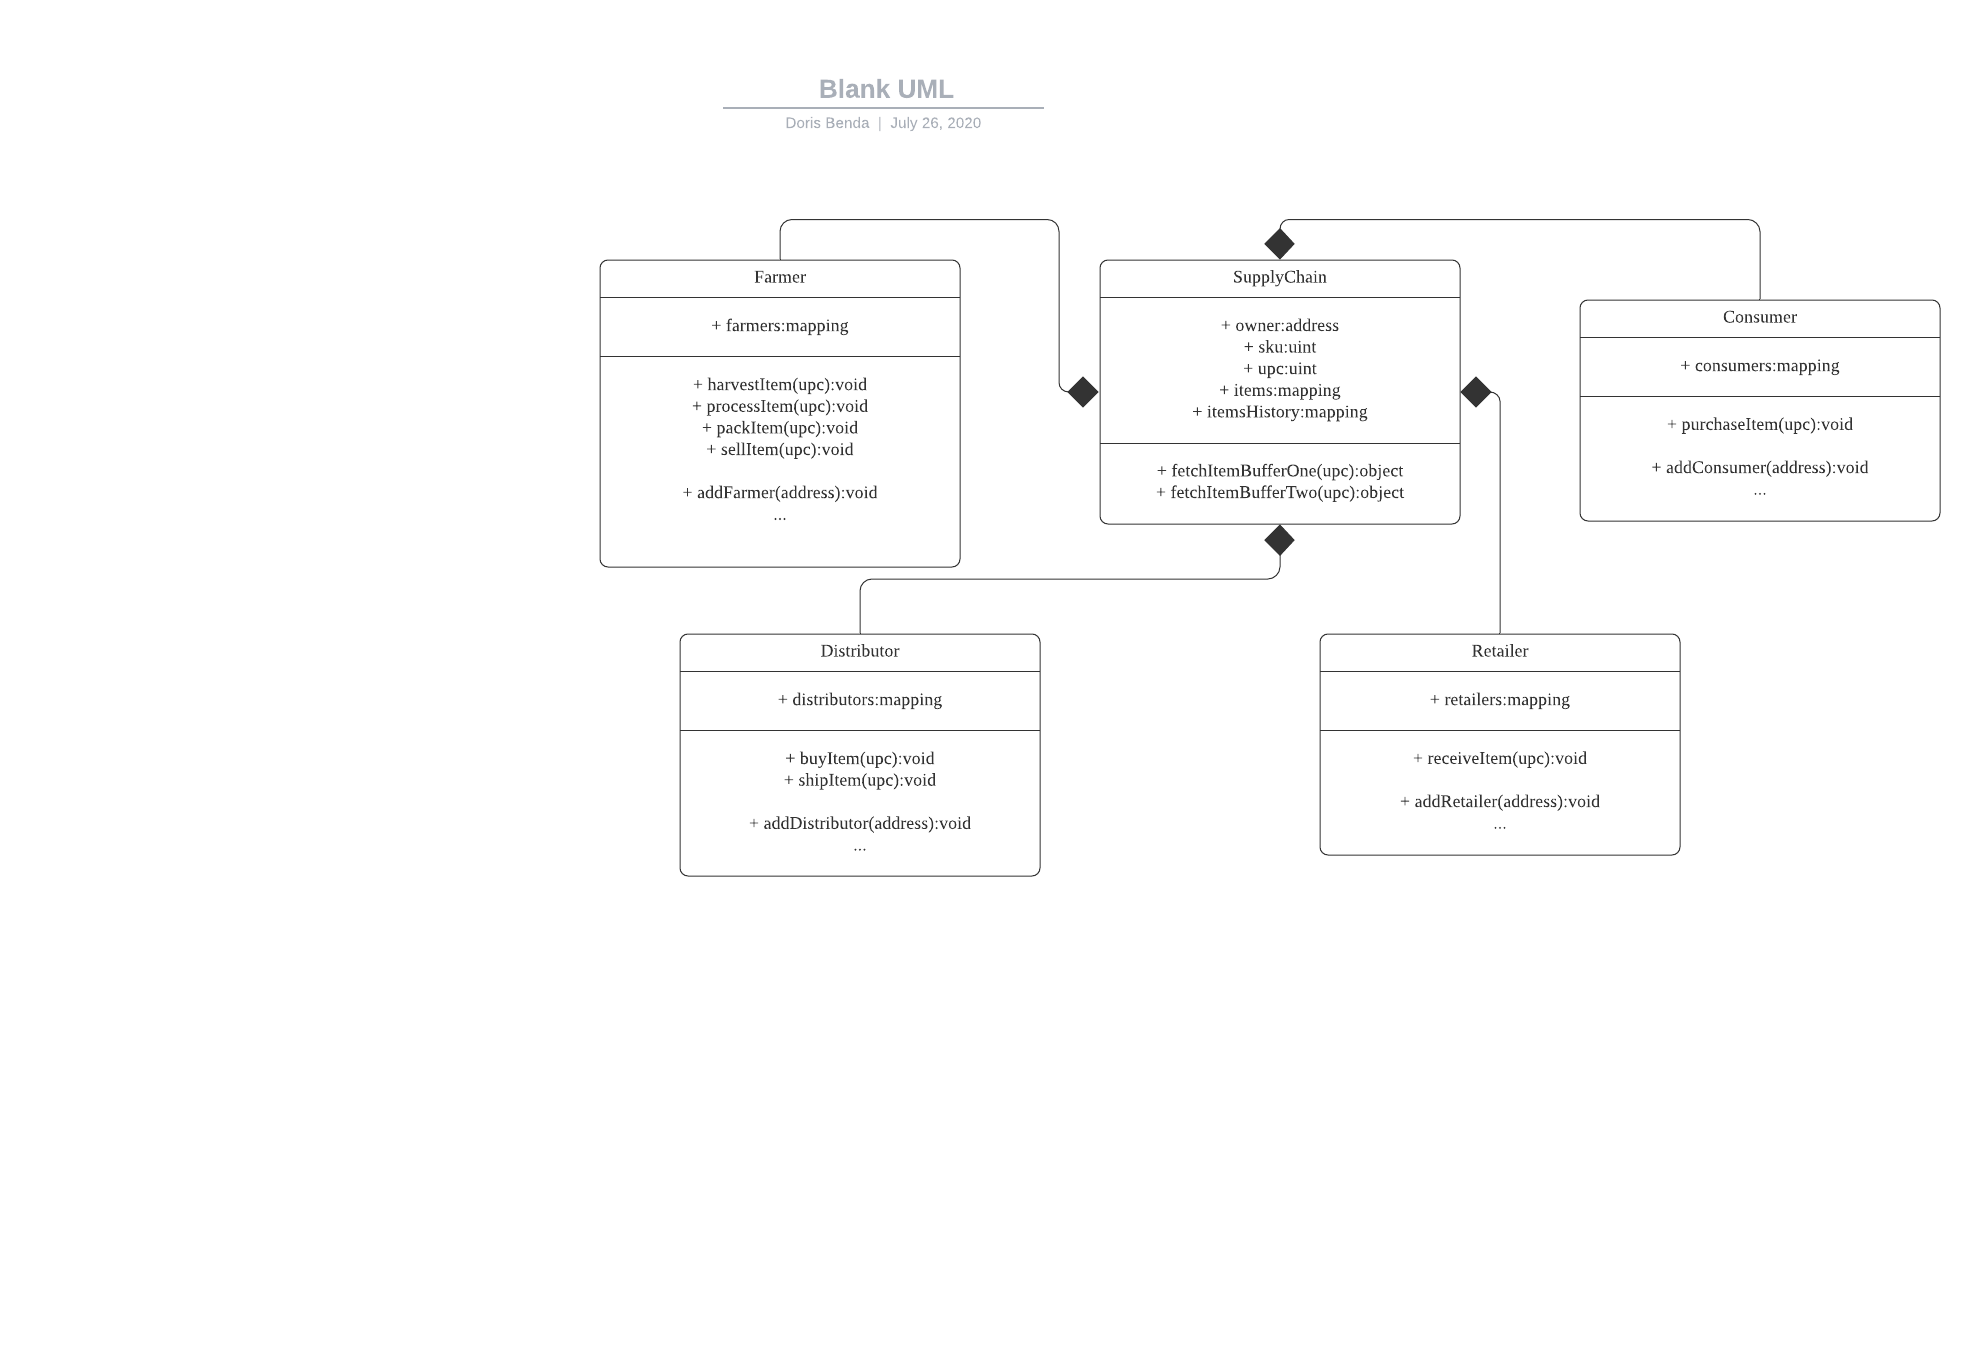 Blank UML
Doris Benda | July 26, 2020
Farmer
+ farmers:mapping
+ harvestItem(upc):void
+ processItem(upc):void
+ packItem(upc):void
+ sellItem(upc):void
+ addFarmer(address):void
...
SupplyChain
+ owner:address
+ sku:uint
+ upc:uint
+ items:mapping
+ itemsHistory:mapping
+ fetchItemBufferOne(upc):object
+ fetchItemBufferTwo(upc):object
Consumer
+ consumers:mapping
+ purchaseItem(upc):void
+ addConsumer(address):void
...
Distributor
+ distributors:mapping
+ buyItem(upc):void
+ shipItem(upc):void
+ addDistributor(address):void
...
Retailer
+ retailers:mapping
+ receiveItem(upc):void
+ addRetailer(address):void
...